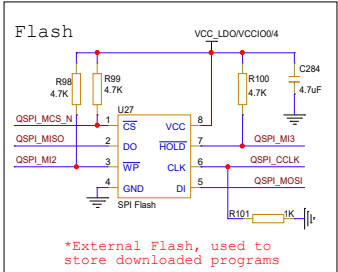 Flash
VCC_LDO/VCCIO0/4
R98
4.7K
R99
4.7K
R100
4.7K
C284
4.7uF
U27
QSPI_MCS_N
1
CS
VCC
8
QSPI_MISO
2
DO
HOLD
7
QSPI_MI3
QSPI_MI2
3
WP
CLK
6
QSPI_CCLK
4
GND
DI
5
QSPI_MOSI
SPI Flash
R101
1K
*External Flash, used to
store downloaded programs